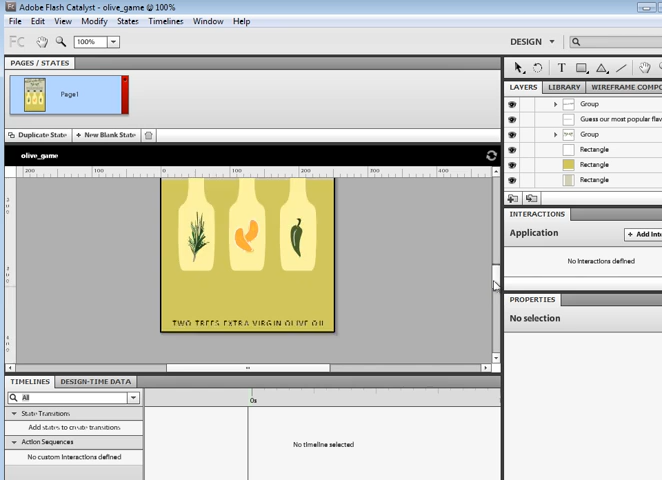 Adobe Flash Catalyst - olive_game @ 100%
File Edit View Modify States Timelines Window Help
Fc 100% DESIGN
PAGES / STATES
Page1
LAYERS LIBRARY WIREFRAME COMPO
Group
Guess our most popular flav
Group
Rectangle
Rectangle
Rectangle
Duplicate State + New Blank State
olive_game
200 100 0 100 200 300 400
INTERACTIONS
Application + Add Inte
No Interactions defined
PROPERTIES
No selection
TWO TREES EXTRA VIRGIN OLIVE OIL
TIMELINES DESIGN-TIME DATA
All
0s
State Transitions
Add states to create transitions
Action Sequences
No custom interactions defined
No timeline selected